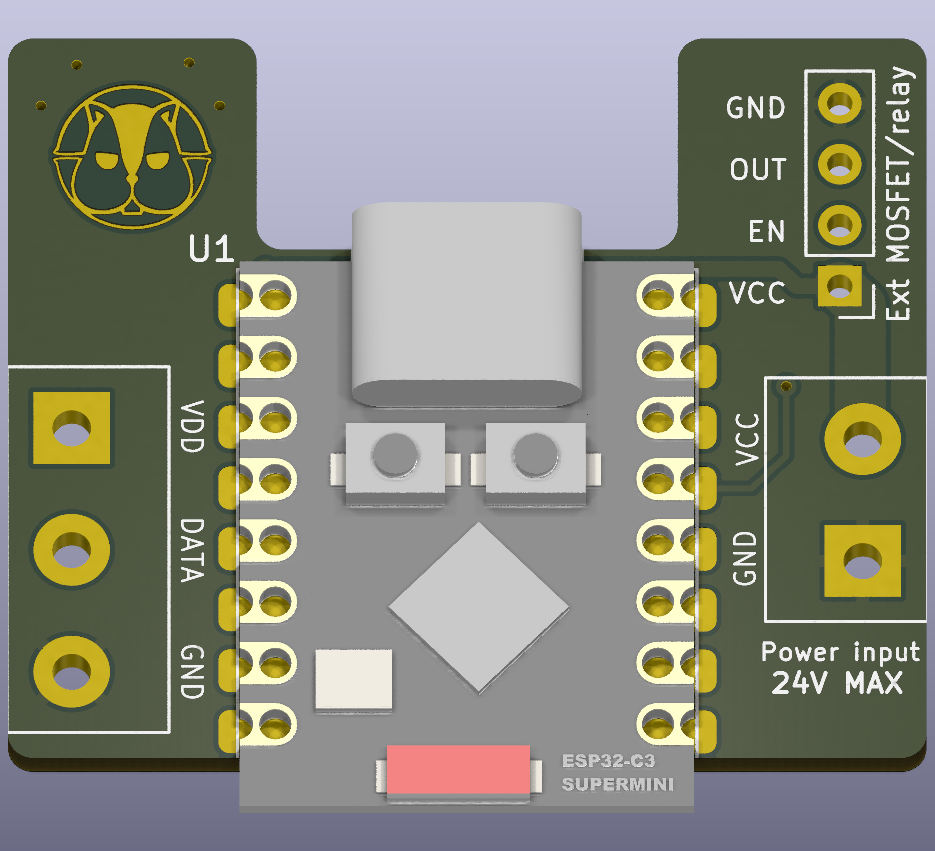 GND
OUT
EN
VCC
Ext MOSFET/relay
U1
VDD
DATA
GND
VCC
GND
Power input
24V MAX
ESP32-C3
SUPERMINI